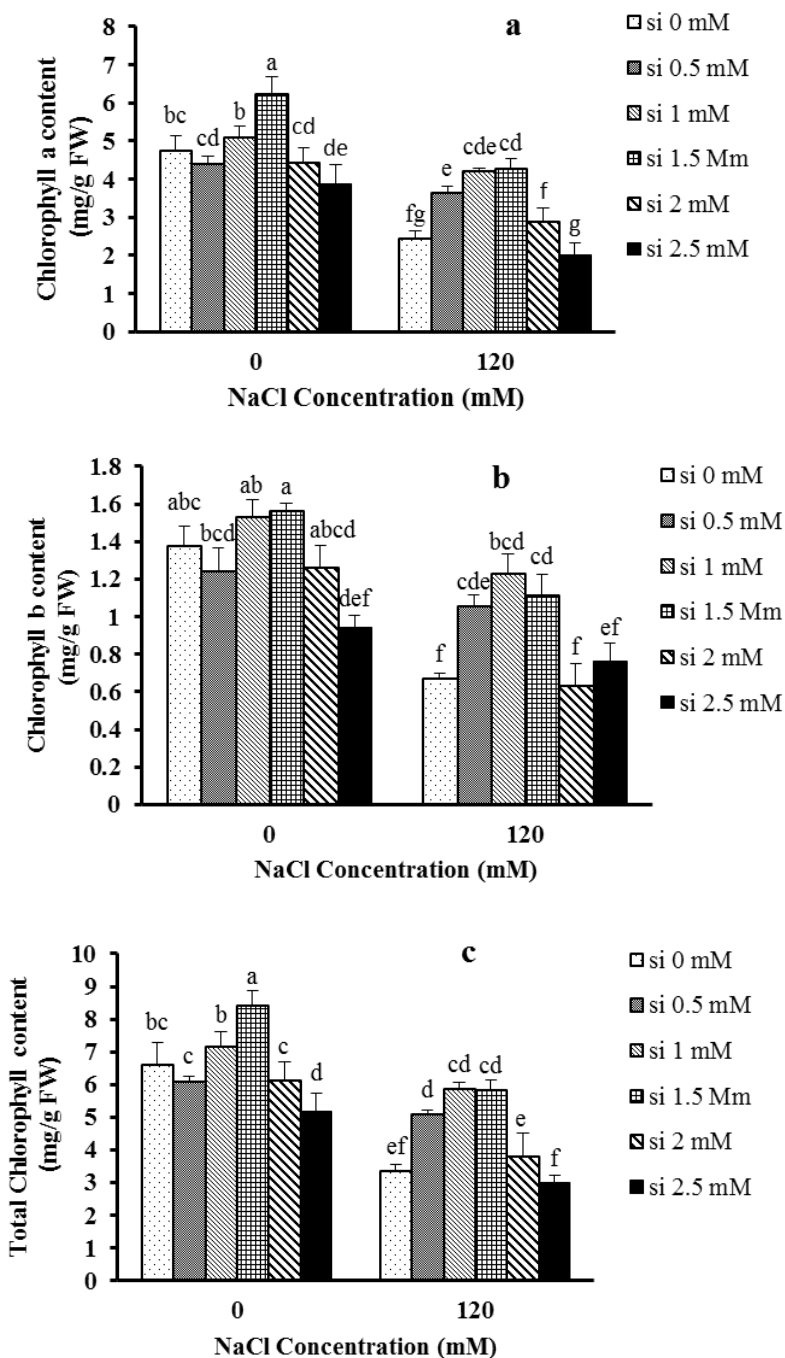 a
Chlorophyll a content
(mg/g FW)
8
7
6
5
4
3
2
1
0
bc
cd
b
a
cd
de
fg
e
cde
cd
f
g
0
120
NaCl Concentration (mM)
si 0 mM
si 0.5 mM
si 1 mM
si 1.5 Mm
si 2 mM
si 2.5 mM
b
Chlorophyll b content
(mg/g FW)
1.8
1.6
1.4
1.2
1
0.8
0.6
0.4
0.2
0
abc
bcd
ab
a
abcd
def
f
cde
bcd
cd
f
ef
0
120
NaCl Concentration (mM)
si 0 mM
si 0.5 mM
si 1 mM
si 1.5 Mm
si 2 mM
si 2.5 mM
c
Total Chlorophyll content
(mg/g FW)
10
9
8
7
6
5
4
3
2
1
0
bc
c
b
a
c
d
ef
d
cd
cd
e
f
0
120
NaCl Concentration (mM)
si 0 mM
si 0.5 mM
si 1 mM
si 1.5 Mm
si 2 mM
si 2.5 mM